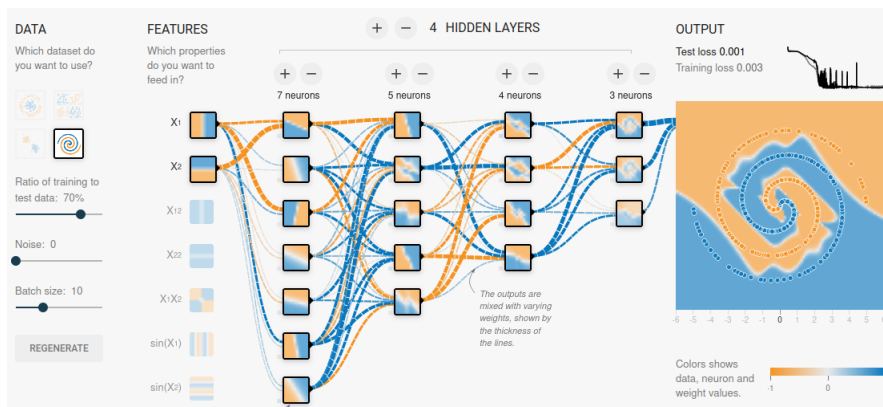 DATA
Which dataset do
you want to use?
Ratio of training to
test data: 70%
Noise: 0
Batch size: 10
REGENERATE
FEATURES
Which properties
do you want to
feed in?
X1
X2
X12
X22
X1X2
sin(X1)
sin(X2)
+ − 4 HIDDEN LAYERS
+ −
7 neurons
+ −
5 neurons
+ −
4 neurons
+ −
3 neurons
The outputs are
mixed with varying
weights, shown by
the thickness of
the lines.
OUTPUT
Test loss 0.001
Training loss 0.003
-6 -5 -4 -3 -2 -1 0 1 2 3 4 5 6
Colors shows
data, neuron and
weight values.
-1 0